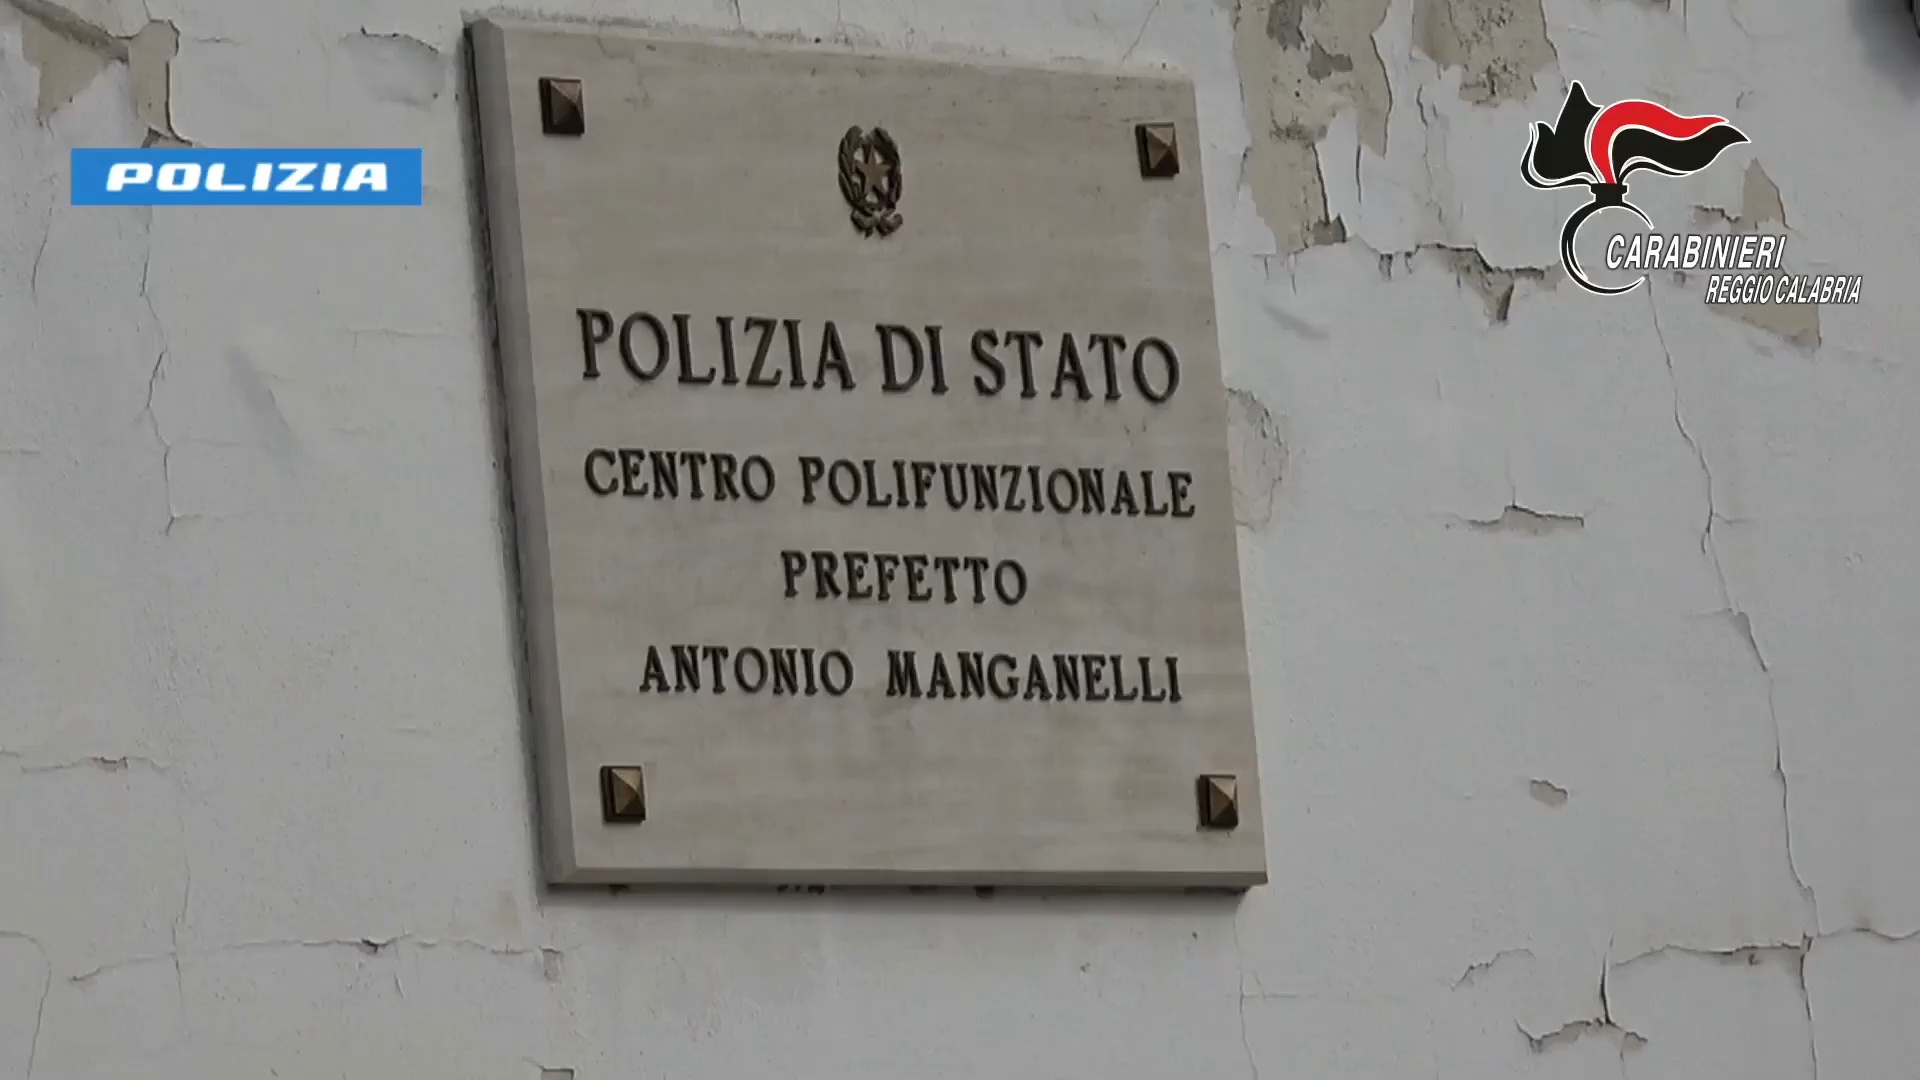 POLIZIA
CARABINIERI
REGGIO CALABRIA
POLIZIA DI STATO
CENTRO POLIFUNZIONALE
PREFETTO
ANTONIO MANGANELLI